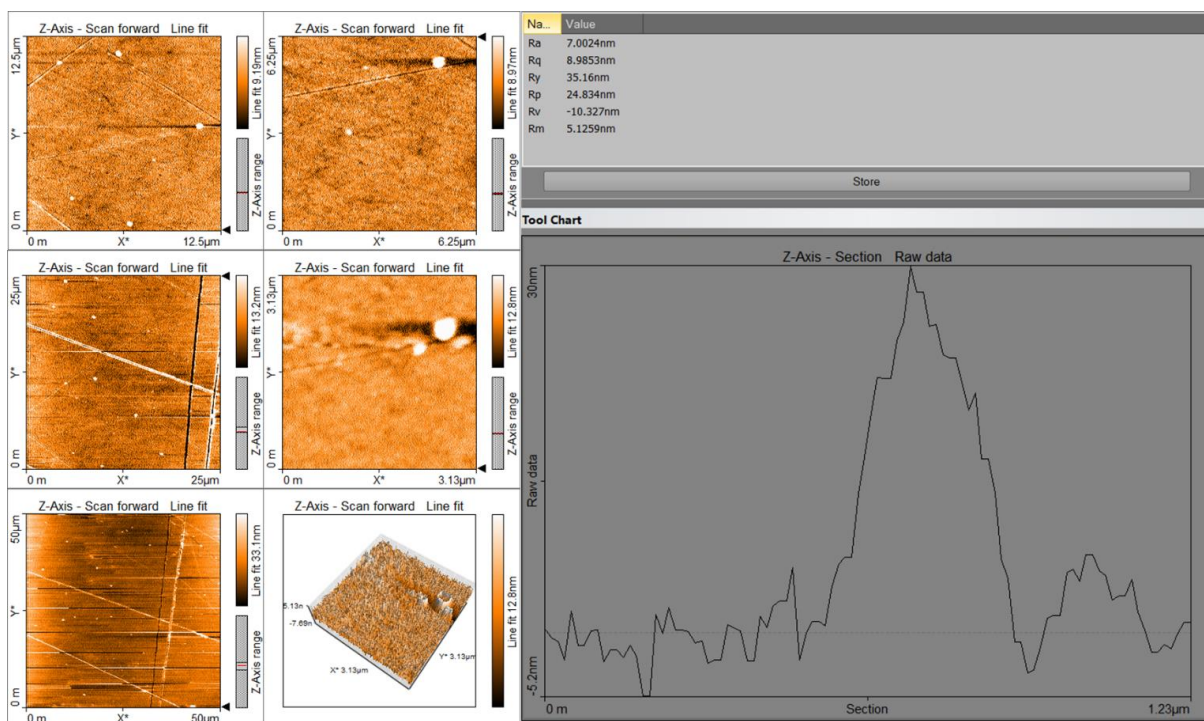 Z-Axis - Scan forward Line fit
12.5µm
Y*
0 m
0 m X* 12.5µm
Line fit 9.19nm
Z-Axis range
Z-Axis - Scan forward Line fit
6.25µm
Y*
0 m
0 m X* 6.25µm
Line fit 8.97nm
Z-Axis range
Z-Axis - Scan forward Line fit
25µm
Y*
0 m
0 m X* 25µm
Line fit 13.2nm
Z-Axis range
Z-Axis - Scan forward Line fit
3.13µm
Y*
0 m
0 m X* 3.13µm
Line fit 12.8nm
Z-Axis range
Z-Axis - Scan forward Line fit
50µm
Y*
0 m
0 m X* 50µm
Line fit 33.1nm
Z-Axis range
Z-Axis - Scan forward Line fit
5.13n
-7.69n
X* 3.13µm
Y* 3.13µm
Line fit 12.8nm
Na... Value
Ra 7.0024nm
Rq 8.9853nm
Ry 35.16nm
Rp 24.834nm
Rv -10.327nm
Rm 5.1259nm
Store
Tool Chart
Z-Axis - Section Raw data
30nm
Raw data
-5.2nm
0 m Section 1.23µm